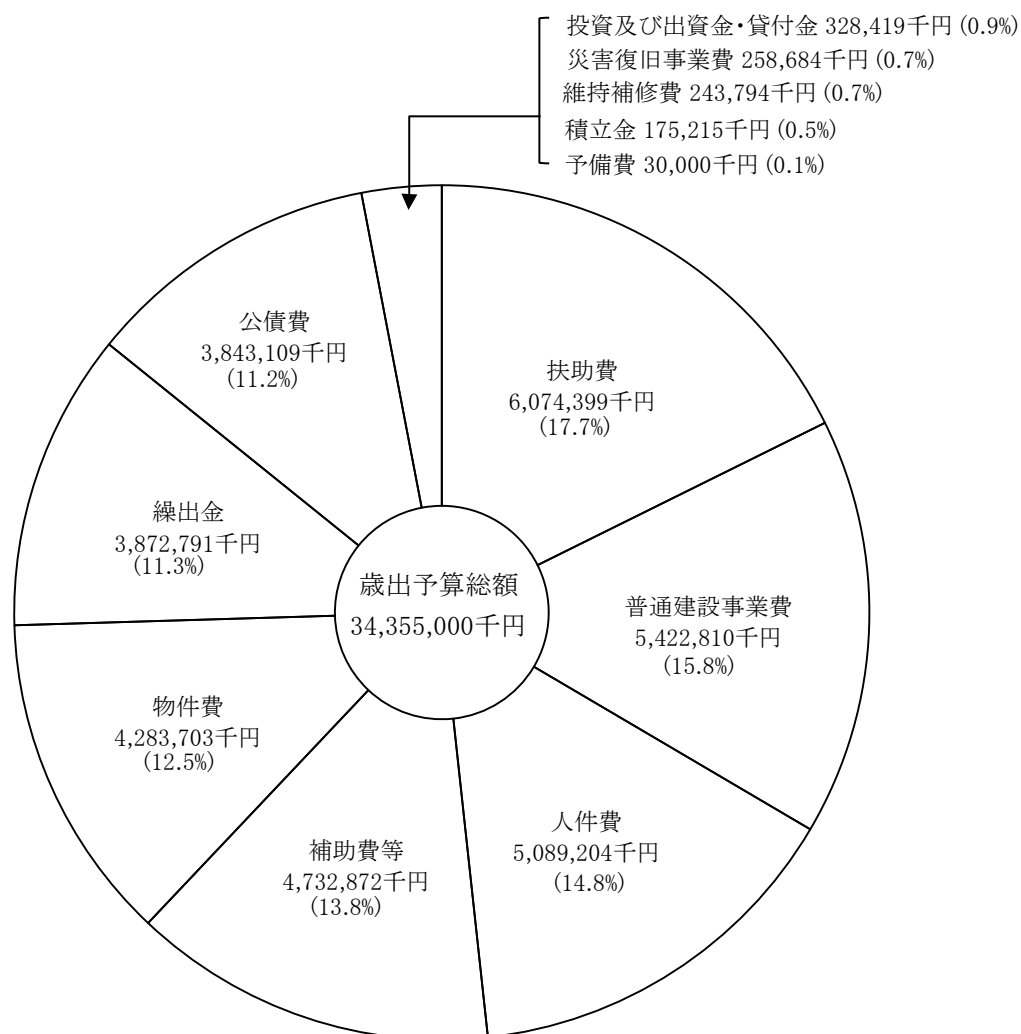 投資及び出資金・貸付金 328,419千円 (0.9%)
災害復旧事業費 258,684千円 (0.7%)
維持補修費 243,794千円 (0.7%)
積立金 175,215千円 (0.5%)
予備費 30,000千円 (0.1%)
扶助費
6,074,399千円
(17.7%)
普通建設事業費
5,422,810千円
(15.8%)
人件費
5,089,204千円
(14.8%)
補助費等
4,732,872千円
(13.8%)
物件費
4,283,703千円
(12.5%)
繰出金
3,872,791千円
(11.3%)
公債費
3,843,109千円
(11.2%)
歳出予算総額
34,355,000千円